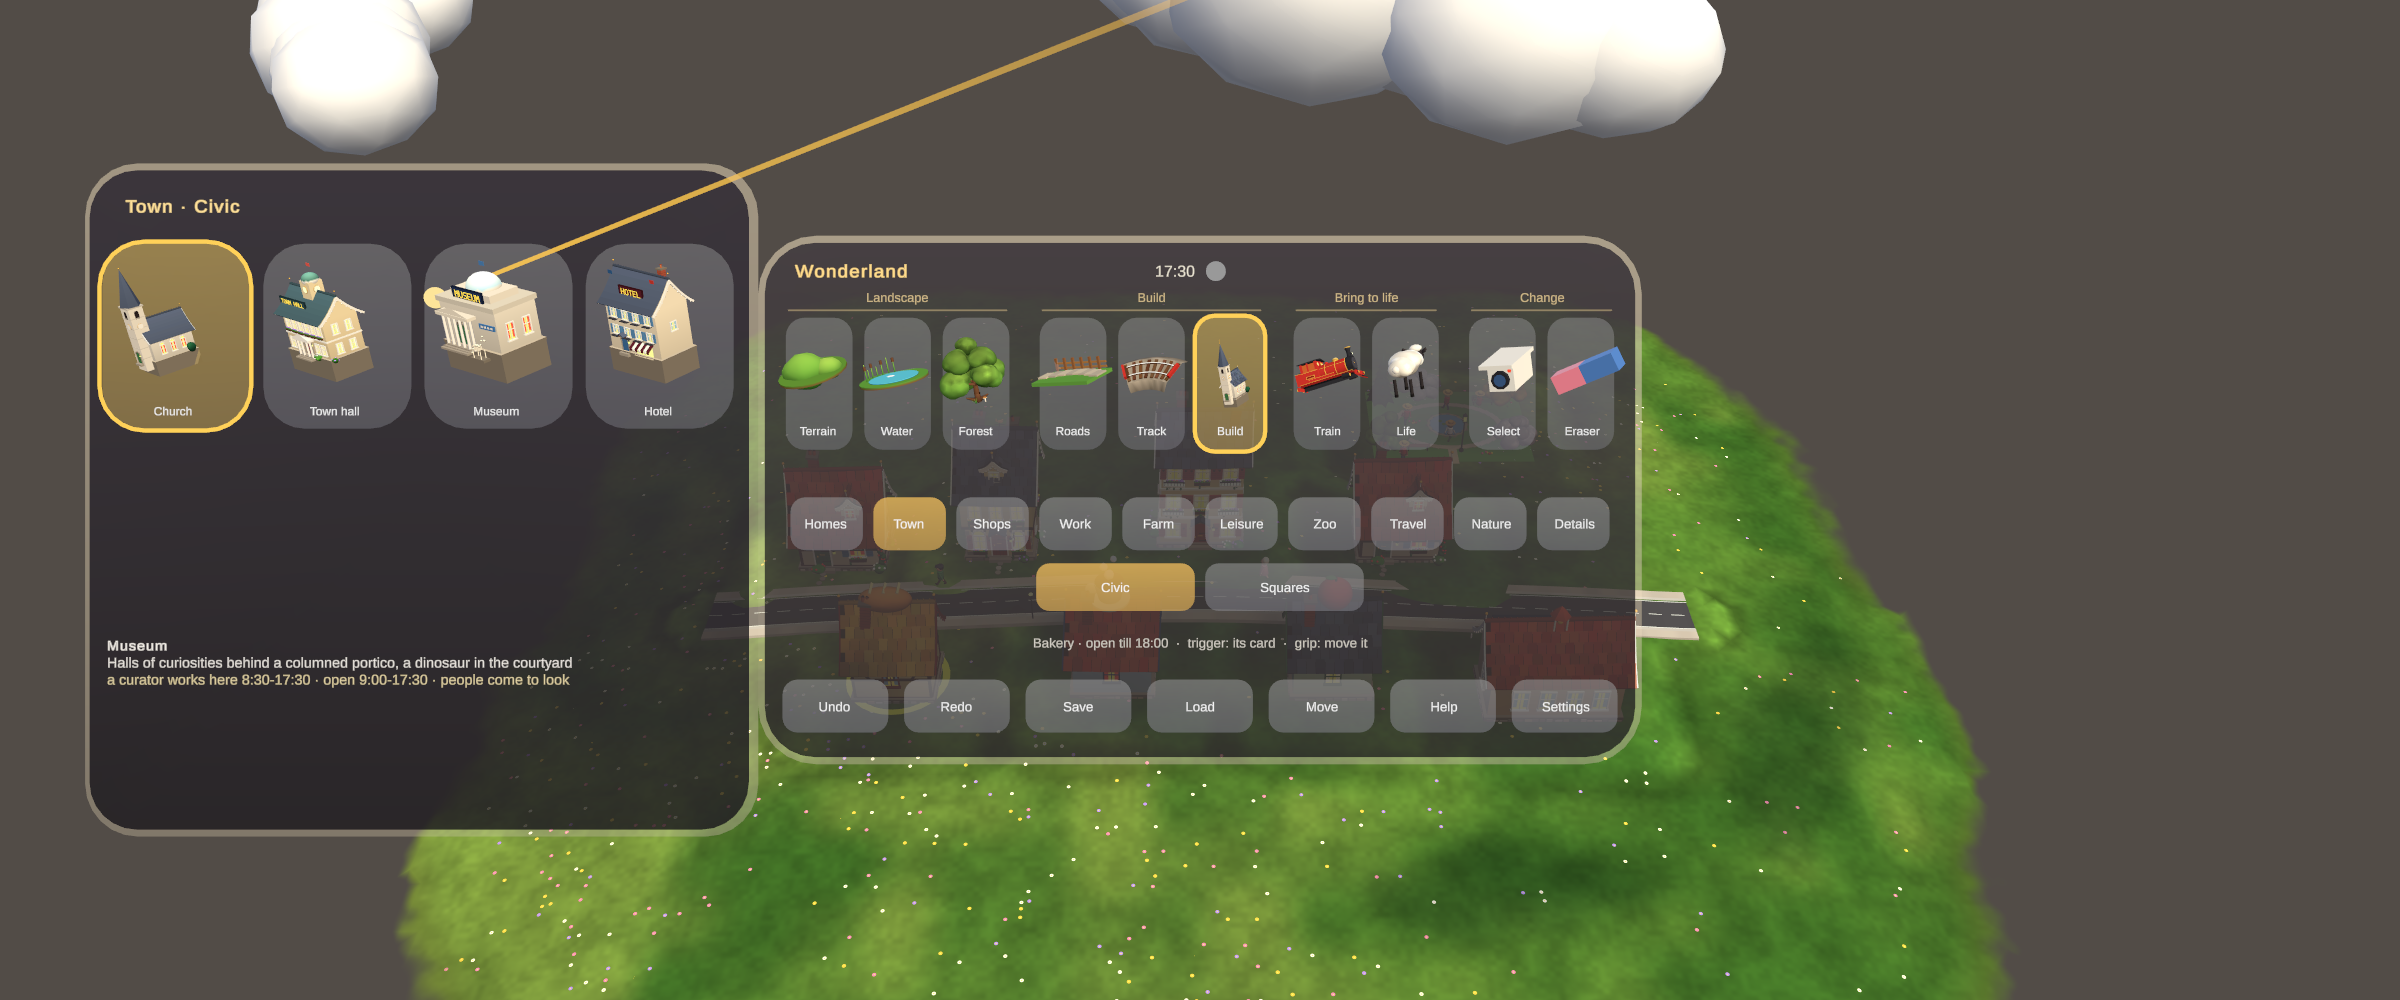 Town · Civic
TOWN HALL
MUSEUM
HOTEL
Church
Town hall
Museum
Hotel
Museum
Halls of curiosities behind a columned portico, a dinosaur in the courtyard
a curator works here 8:30-17:30 · open 9:00-17:30 · people come to look
Wonderland
17:30
Landscape
Build
Bring to life
Change
Terrain
Water
Forest
Roads
Track
Build
Train
Life
Select
Eraser
Homes
Town
Shops
Work
Farm
Leisure
Zoo
Travel
Nature
Details
Civic
Squares
Bakery · open till 18:00 · trigger: its card · grip: move it
Undo
Redo
Save
Load
Move
Help
Settings